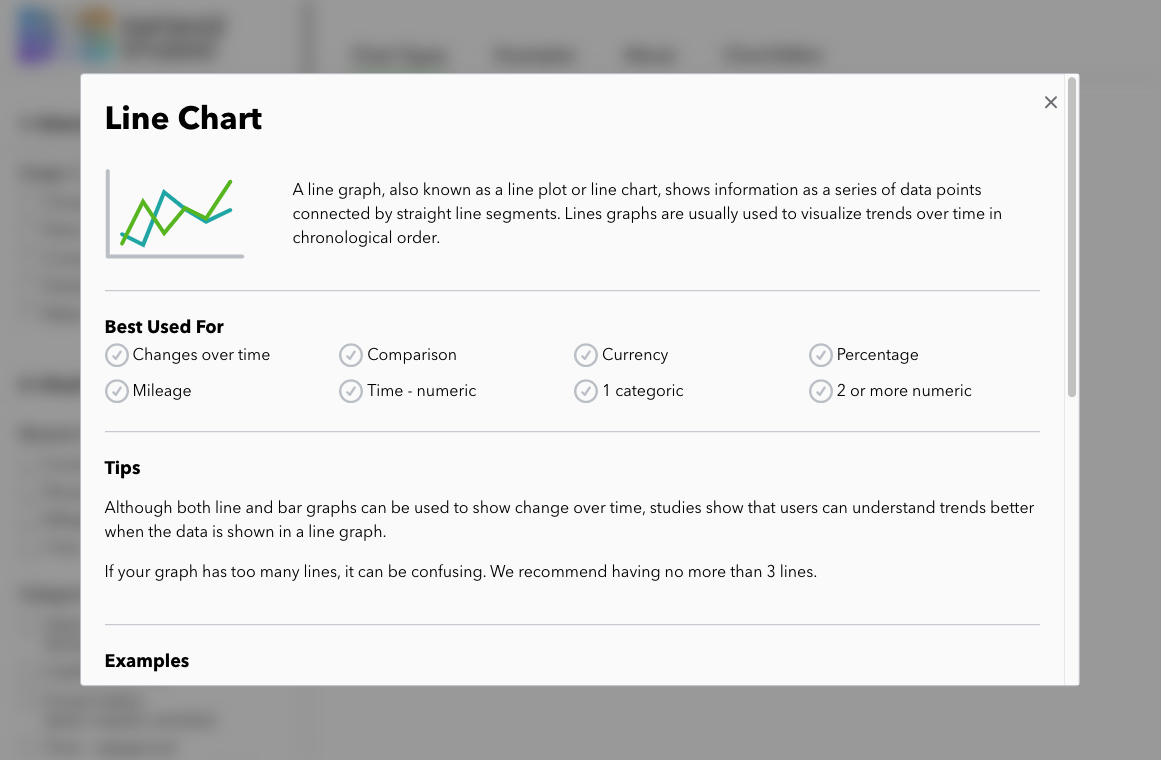 Line Chart
A line graph, also known as a line plot or line chart, shows information as a series of data points
connected by straight line segments. Lines graphs are usually used to visualize trends over time in
chronological order.
Best Used For
Changes over time Comparison Currency Percentage
Mileage Time - numeric 1 categoric 2 or more numeric
Tips
Although both line and bar graphs can be used to show change over time, studies show that users can understand trends better
when the data is shown in a line graph.
If your graph has too many lines, it can be confusing. We recommend having no more than 3 lines.
Examples